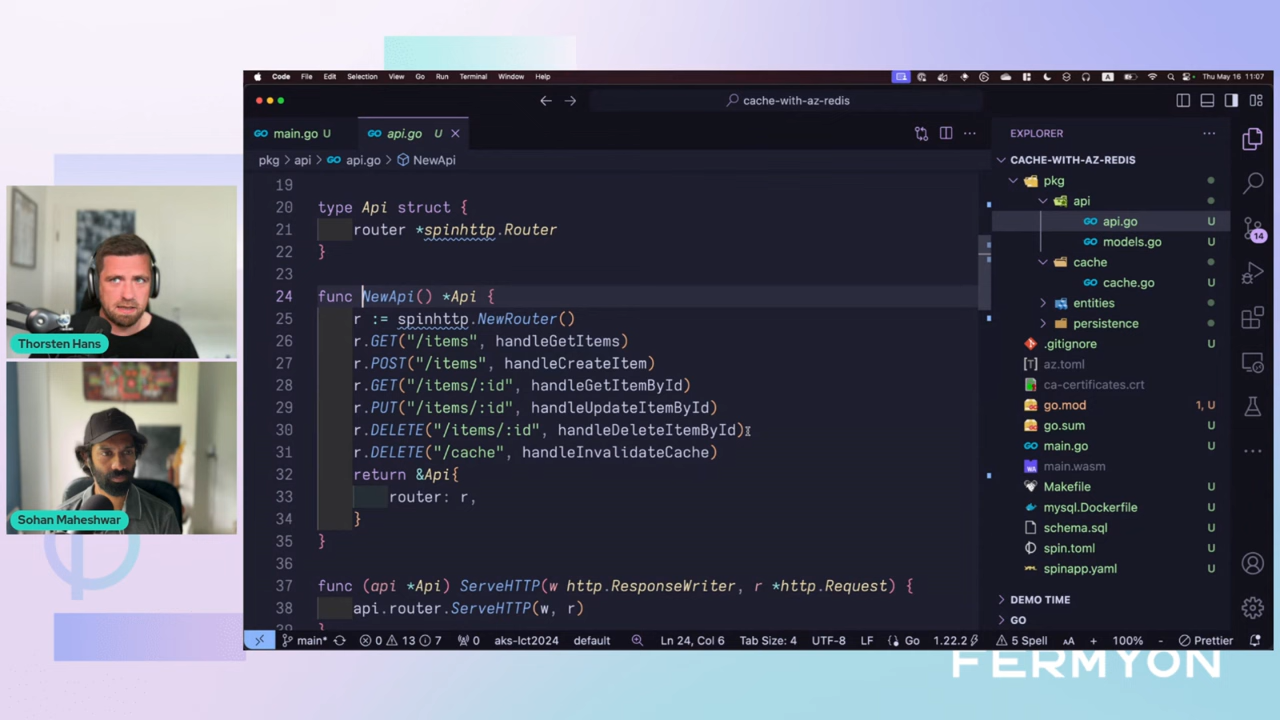 Code File Edit Selection View Go Run Terminal Window Help
A Thu May 16 11:07
cache-with-az-redis
main.go U
api.go U
pkg > api > api.go > NewApi
19
20 type Api struct {
21 router *spinhttp.Router
22 }
23
24 func NewApi() *Api {
25 r := spinhttp.NewRouter()
26 r.GET("/items", handleGetItems)
27 r.POST("/items", handleCreateItem)
28 r.GET("/items/:id", handleGetItemById)
29 r.PUT("/items/:id", handleUpdateItemById)
30 r.DELETE("/items/:id", handleDeleteItemById)
31 r.DELETE("/cache", handleInvalidateCache)
32 return &Api{
33 router: r,
34 }
35 }
36
37 func (api *Api) ServeHTTP(w http.ResponseWriter, r *http.Request) {
38 api.router.ServeHTTP(w, r)
EXPLORER
CACHE-WITH-AZ-REDIS
pkg
api
api.go U
models.go U
cache
cache.go U
entities
persistence
.gitignore U
az.toml
ca-certificates.crt
go.mod 1, U
go.sum U
main.go U
main.wasm
Makefile U
mysql.Dockerfile U
schema.sql U
spin.toml U
spinapp.yaml U
DEMO TIME
GO
14
main* 0 13 7 0 aks-lct2024 default Ln 24, Col 6 Tab Size: 4 UTF-8 LF Go 1.22.2 5 Spell AA + 100% - Prettier
Thorsten Hans
Sohan Maheshwar
FERMYON